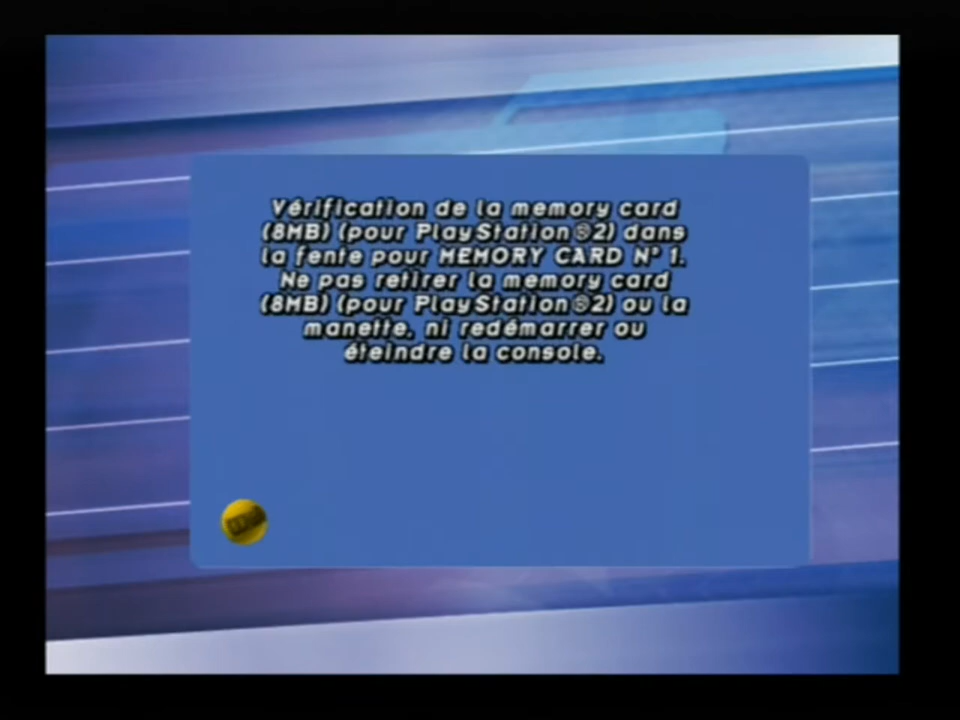 Vérification de la memory card
(8MB) (pour PlayStation®2) dans
la fente pour MEMORY CARD N° 1.
Ne pas retirer la memory card
(8MB) (pour PlayStation®2) ou la
manette, ni redémarrer ou
éteindre la console.